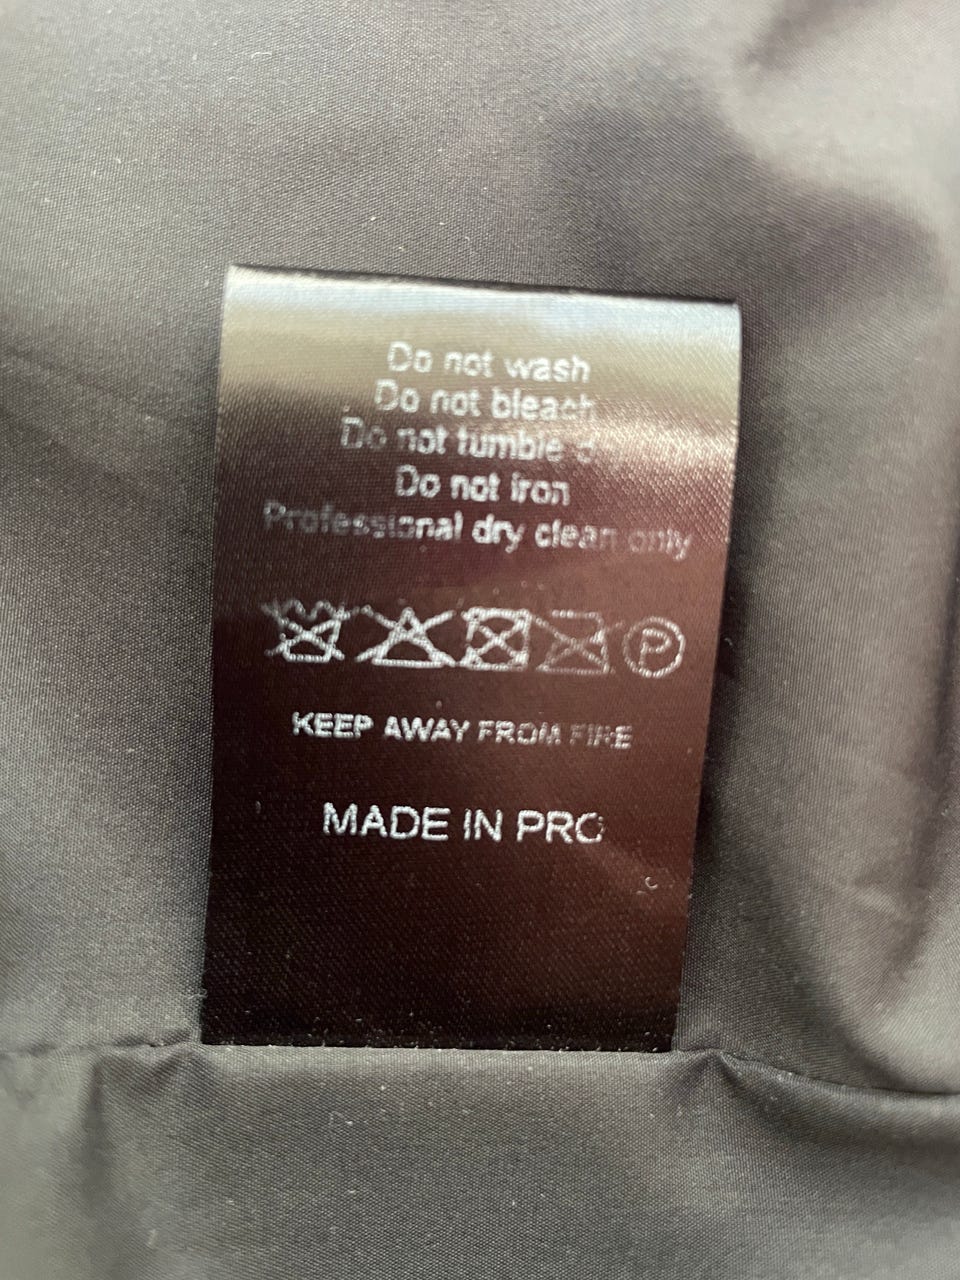 Do not wash
Do not bleach
Do not tumble
Do not iron
Professional dry clean only
P
KEEP AWAY FROM FIRE
MADE IN PRC